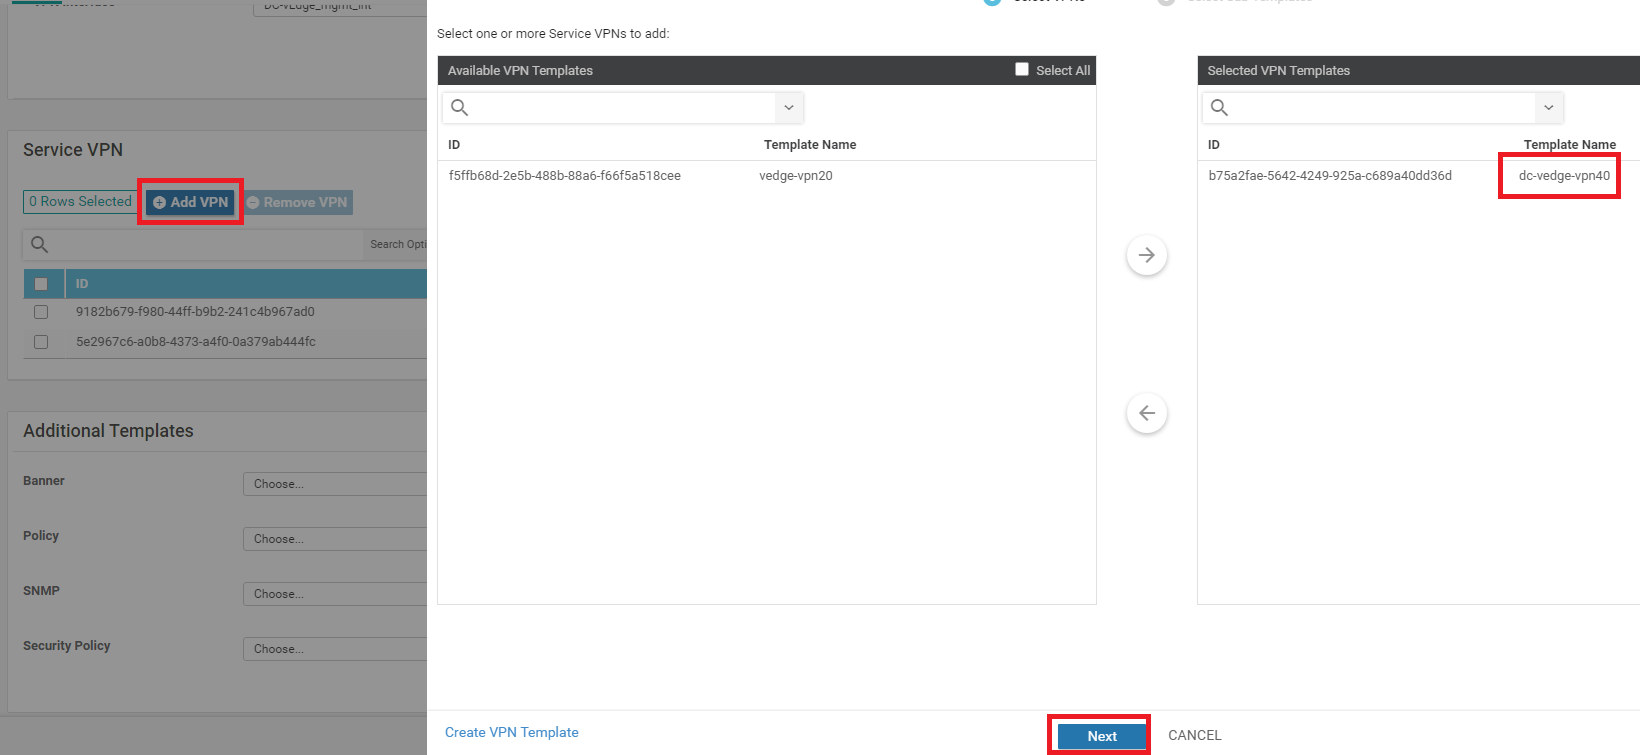 DC-vEdge_mgmt_int
Select one or more Service VPNs to add:
Available VPN Templates
Select All
ID
Template Name
f5ffb68d-2e5b-488b-88a6-f66f5a518cee
vedge-vpn20
Selected VPN Templates
ID
Template Name
b75a2fae-5642-4249-925a-c689a40dd36d
dc-vedge-vpn40
Service VPN
0 Rows Selected
Add VPN
Remove VPN
Search Opti
ID
9182b679-f980-44ff-b9b2-241c4b967ad0
5e2967c6-a0b8-4373-a4f0-0a379ab444fc
Additional Templates
Banner
Choose...
Policy
Choose...
SNMP
Choose...
Security Policy
Choose...
Create VPN Template
Next
CANCEL